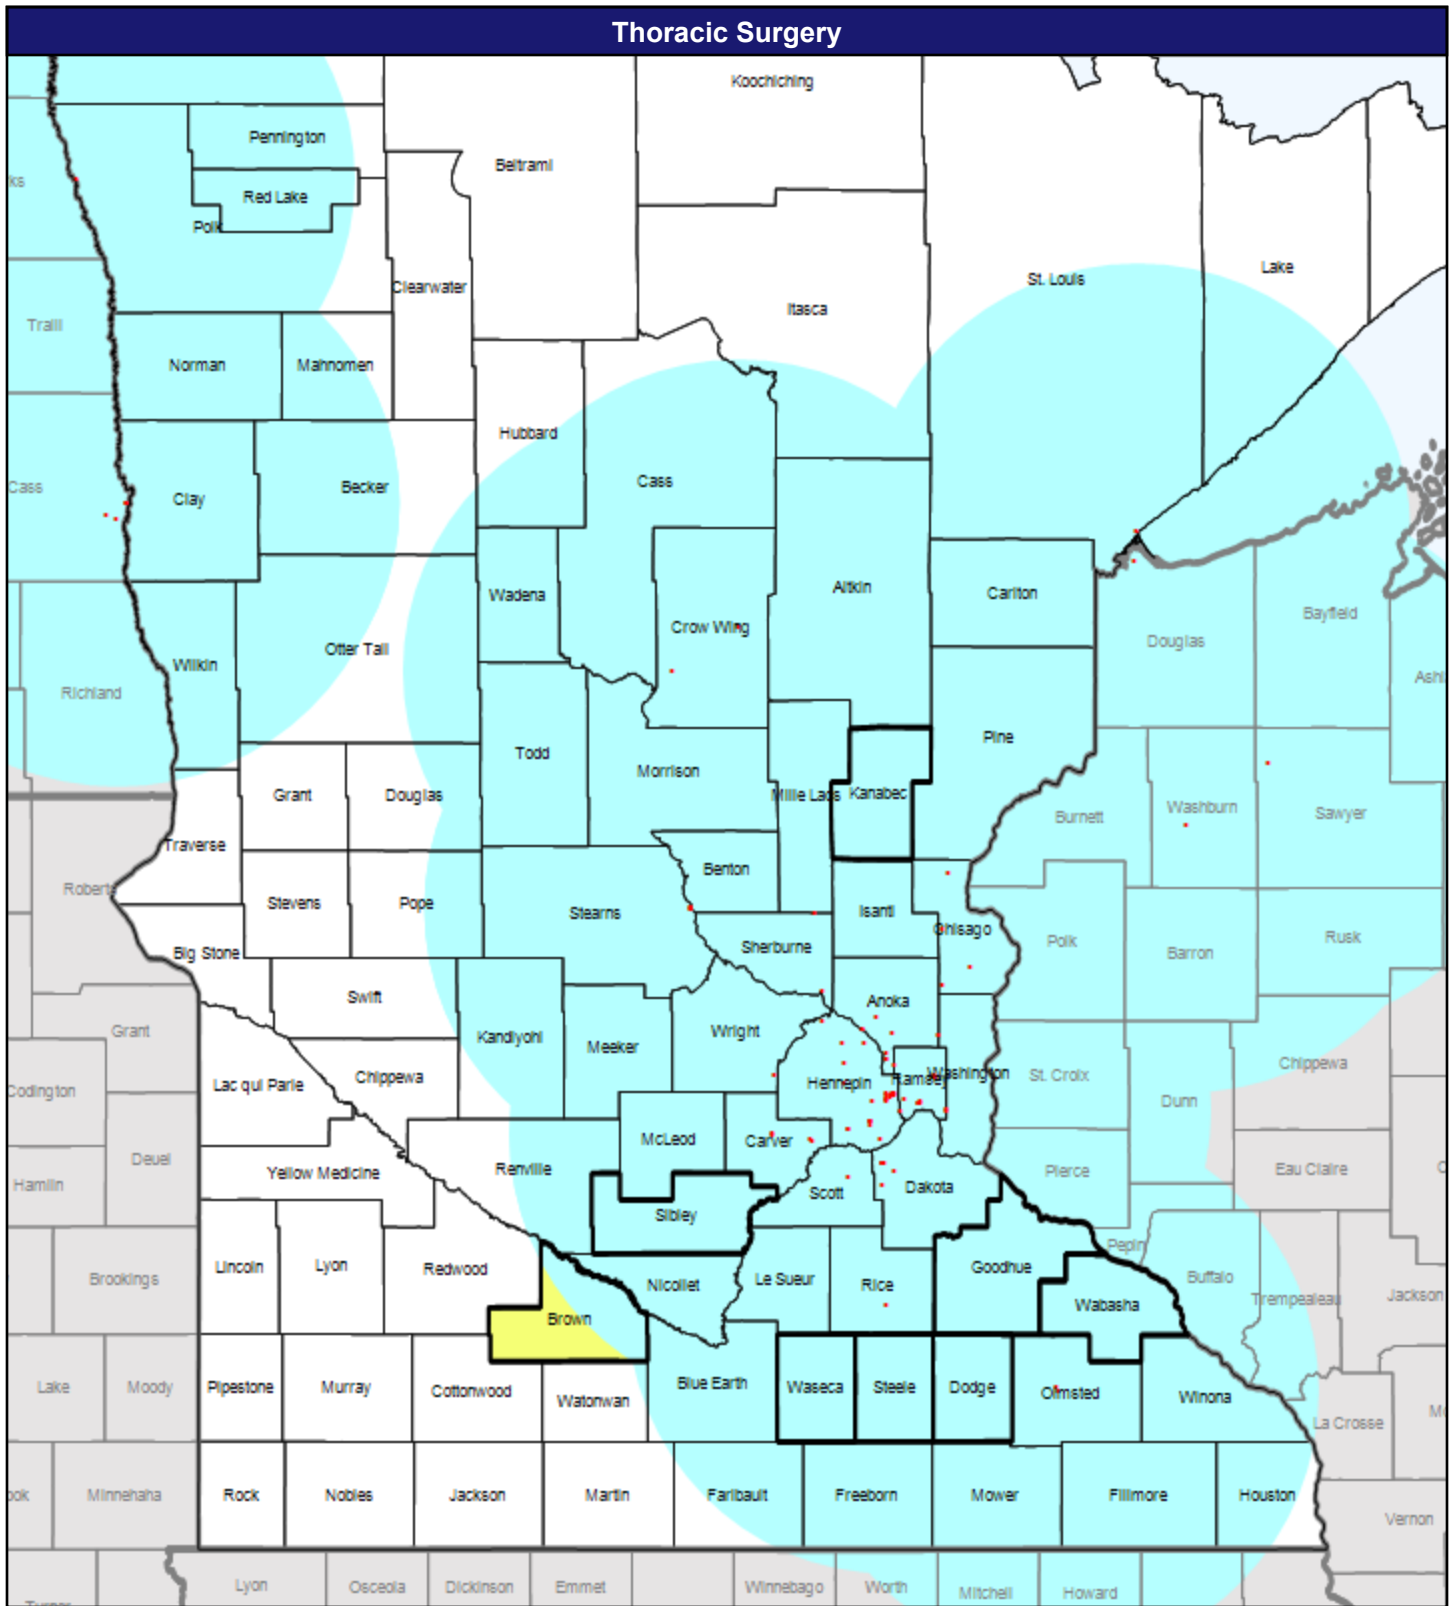 Thoracic Surgery
Koochiching
Pennington
Beltrami
ks
Red Lake
Polk
Clearwater
Lake
St. Louis
Itasca
Traill
Norman
Mahnomen
Hubbard
Cass
Becker
Cass
Clay
Wadena
Aitkin
Carlton
Bayfield
Crow Wing
Douglas
Otter Tail
Wilkin
Richland
Ashl
Pine
Todd
Morrison
Grant
Douglas
Mille Lacs
Kanabec
Washburn
Sawyer
Burnett
Traverse
Roberts
Benton
Stevens
Pope
Stearns
Isanti
Chisago
Rusk
Polk
Sherburne
Big Stone
Barron
Swift
Anoka
Grant
Wright
Kandiyohi
Meeker
Chippewa
Washington
St. Croix
Chippewa
Lac qui Parle
Hennepin
Ramsey
Codington
Dunn
McLeod
Carver
Deuel
Renville
Eau Claire
C
Yellow Medicine
Pierce
Hamlin
Scott
Dakota
Sibley
Pepin
Lincoln
Lyon
Redwood
Goodhue
Brookings
Nicollet
Le Sueur
Rice
Buffalo
Trempealeau
Jackson
Wabasha
Brown
Lake
Moody
Pipestone
Murray
Cottonwood
Blue Earth
Waseca
Steele
Dodge
Olmsted
Winona
Watonwan
Mo
La Crosse
ook
Minnehaha
Rock
Nobles
Jackson
Martin
Faribault
Freeborn
Mower
Fillmore
Houston
Vernon
Lyon
Osceola
Dickinson
Emmet
Winnebago
Worth
Mitchell
Howard